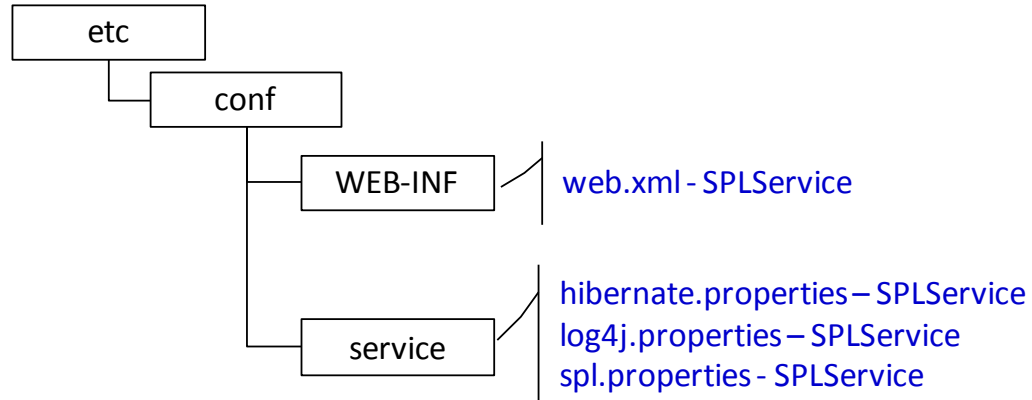 etc
conf
WEB-INF
web.xml - SPLService
hibernate.properties – SPLService
log4j.properties – SPLService
service
spl.properties - SPLService